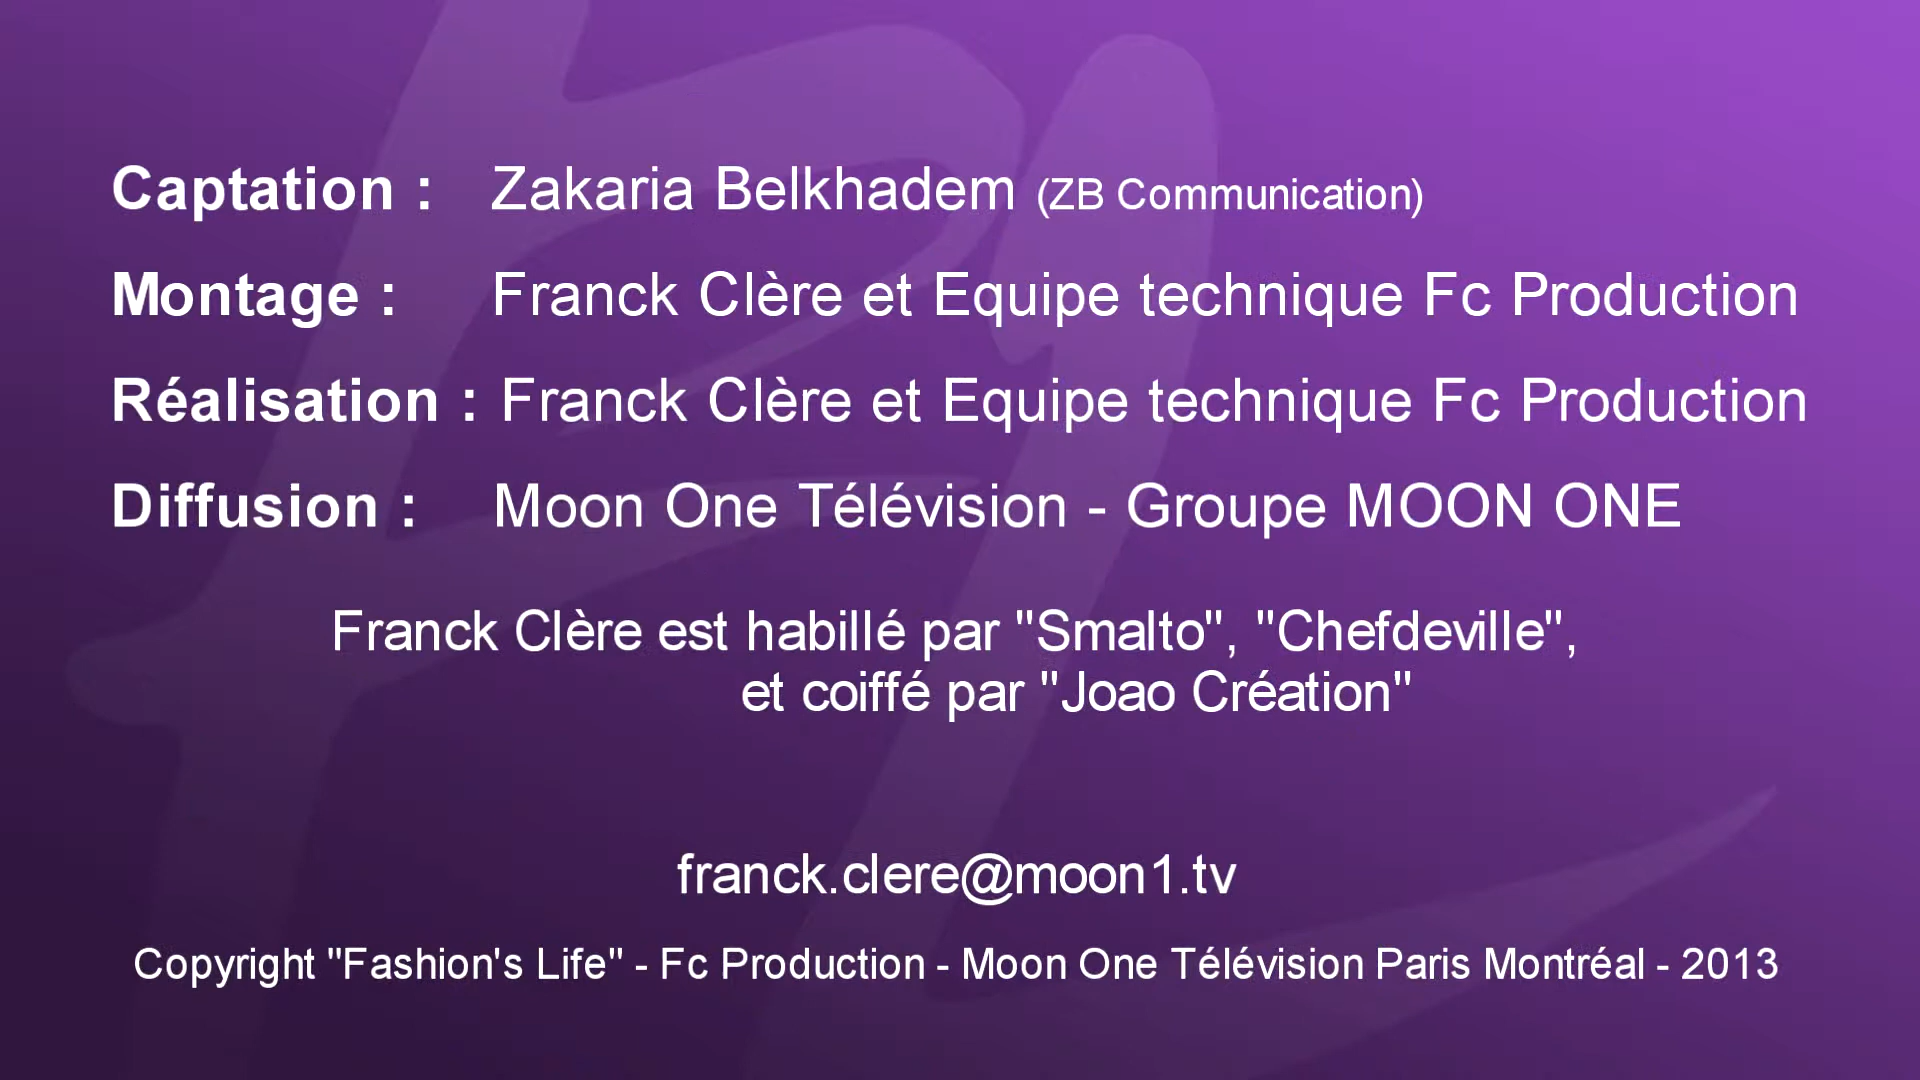 Captation : Zakaria Belkhadem (ZB Communication)
Montage : Franck Clère et Equipe technique Fc Production
Réalisation : Franck Clère et Equipe technique Fc Production
Diffusion : Moon One Télévision - Groupe MOON ONE
Franck Clère est habillé par "Smalto", "Chefdeville",
et coiffé par "Joao Création"
franck.clere@moon1.tv
Copyright "Fashion's Life" - Fc Production - Moon One Télévision Paris Montréal - 2013